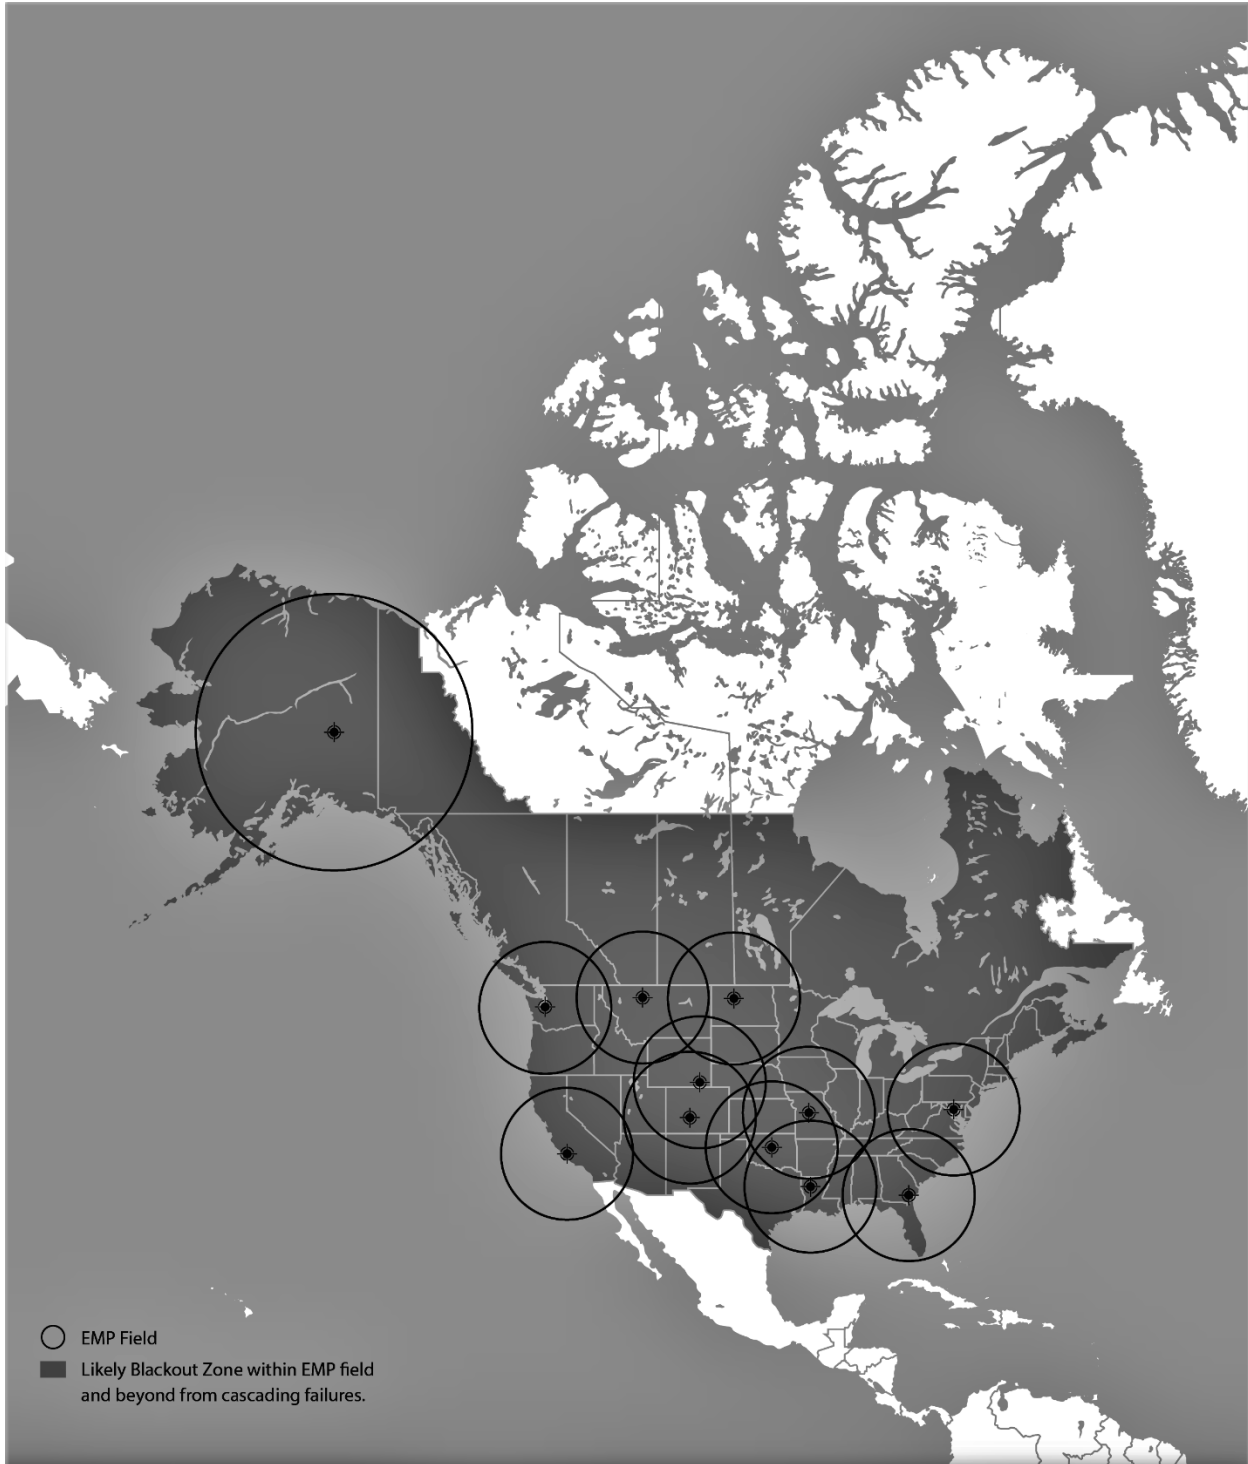 EMP Field
Likely Blackout Zone within EMP field
and beyond from cascading failures.